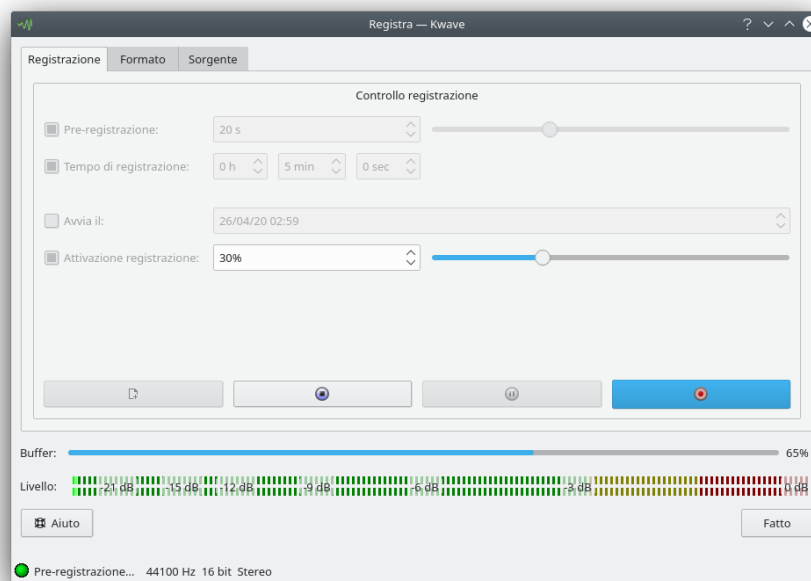 Registra — Kwave
Registrazione Formato Sorgente
Controllo registrazione
Pre-registrazione: 20 s
Tempo di registrazione: 0 h 5 min 0 sec
Avvia il: 26/04/20 02:59
Attivazione registrazione: 30%
Buffer: 65%
Livello: -21 dB -15 dB -12 dB -9 dB -6 dB -3 dB 0 dB
Aiuto Fatto
Pre-registrazione... 44100 Hz 16 bit Stereo